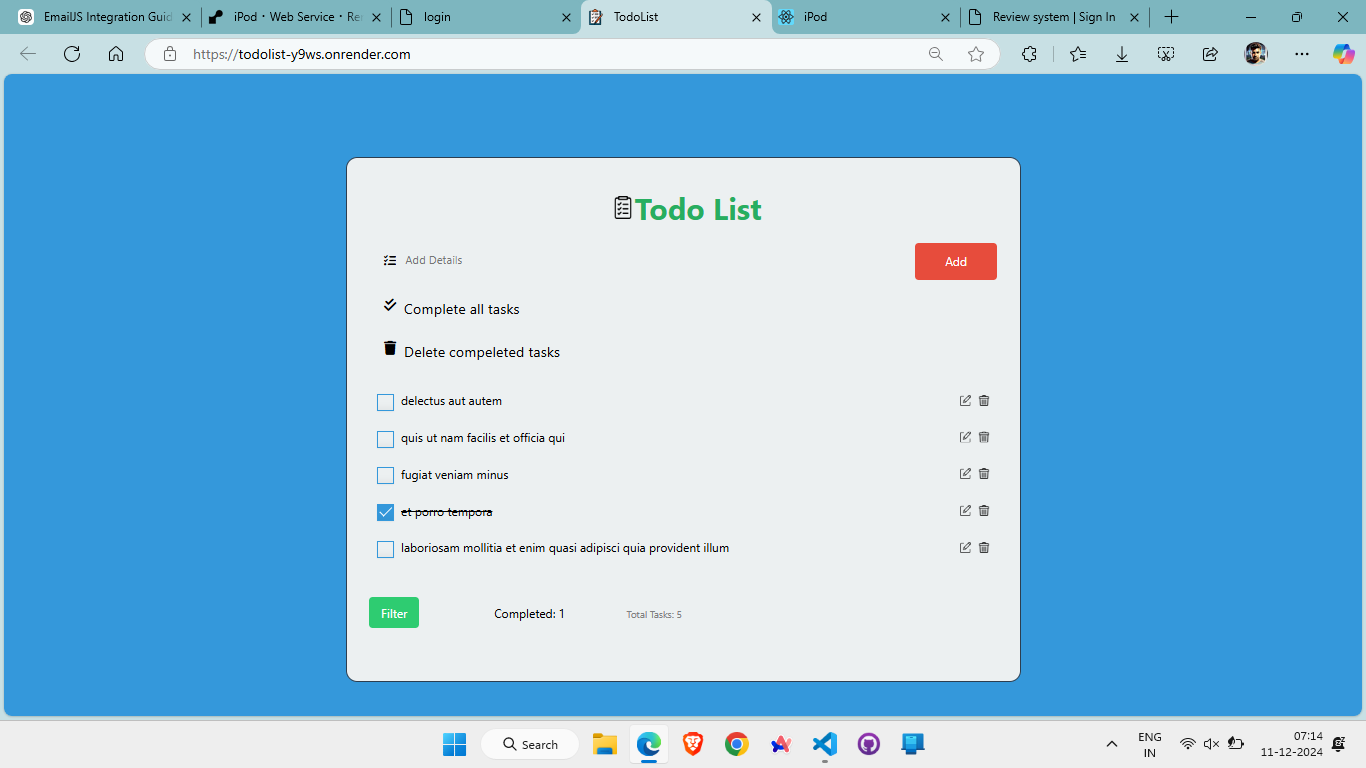 EmailJS Integration Guid
iPod · Web Service · Re
login
TodoList
iPod
Review system | Sign In
https://todolist-y9ws.onrender.com
Todo List
Add Details
Add
Complete all tasks
Delete compeleted tasks
delectus aut autem
quis ut nam facilis et officia qui
fugiat veniam minus
et porro tempora
laboriosam mollitia et enim quasi adipisci quia provident illum
Filter
Completed: 1
Total Tasks: 5
Search
ENG
IN
07:14
11-12-2024